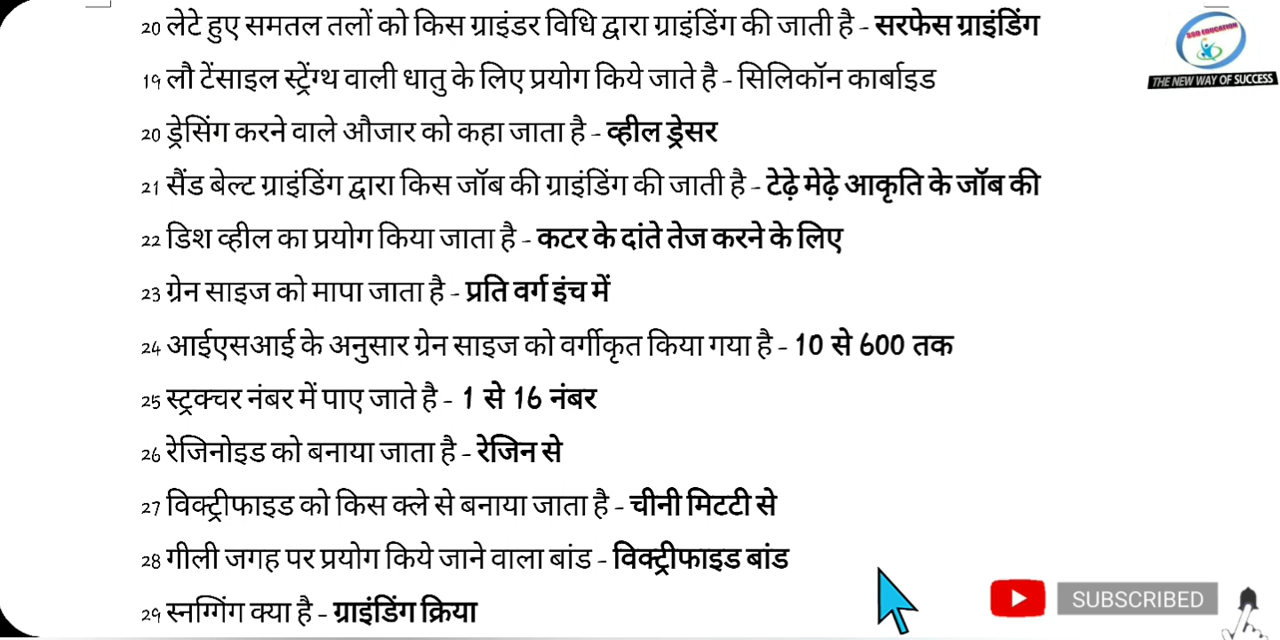 20 लेटे हुए समतल तलों को किस ग्राइंडर विधि द्वारा ग्राइंडिंग की जाती है - सरफेस ग्राइंडिंग
SSD EDUCATION
THE NEW WAY OF SUCCESS
19 लौ टेंसाइल स्ट्रेंग्थ वाली धातु के लिए प्रयोग किये जाते है - सिलिकॉन कार्बाइड
20 ड्रेसिंग करने वाले औजार को कहा जाता है - व्हील ड्रेसर
21 सैंड बेल्ट ग्राइंडिंग द्वारा किस जॉब की ग्राइंडिंग की जाती है - टेढ़े मेढ़े आकृति के जॉब की
22 डिश व्हील का प्रयोग किया जाता है - कटर के दांते तेज करने के लिए
23 ग्रेन साइज को मापा जाता है - प्रति वर्ग इंच में
24 आईएसआई के अनुसार ग्रेन साइज को वर्गीकृत किया गया है - 10 से 600 तक
25 स्ट्रक्चर नंबर में पाए जाते है - 1 से 16 नंबर
26 रेजिनोइड को बनाया जाता है - रेजिन से
27 विक्ट्रीफाइड को किस क्ले से बनाया जाता है - चीनी मिटटी से
28 गीली जगह पर प्रयोग किये जाने वाला बांड - विक्ट्रीफाइड बांड
29 स्नग्गिंग क्या है - ग्राइंडिंग क्रिया
SUBSCRIBED